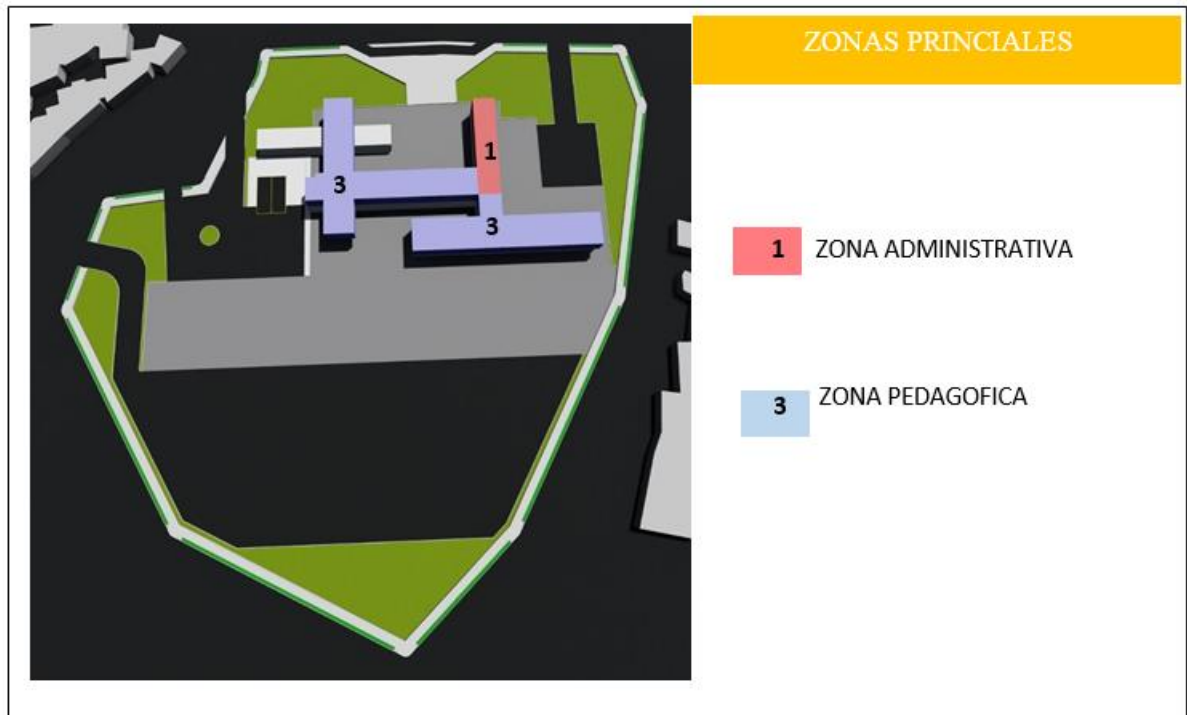 ZONAS PRINCIALES
1
3
3
1 ZONA ADMINISTRATIVA
3 ZONA PEDAGOFICA